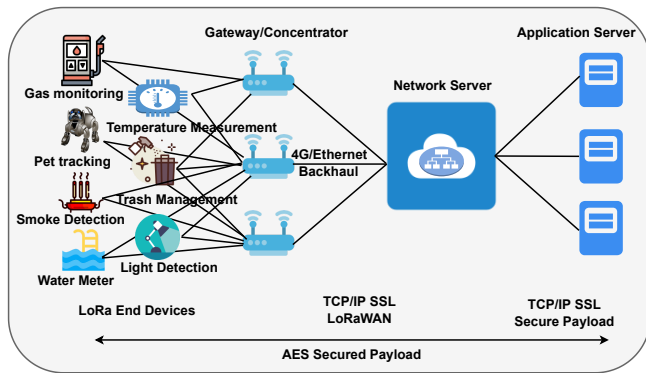 Gateway/Concentrator
Application Server
Network Server
Gas monitoring
Temperature Measurement
4G/Ethernet
Backhaul
Pet tracking
Trash Management
Smoke Detection
Light Detection
Water Meter
LoRa End Devices
TCP/IP SSL
LoRaWAN
TCP/IP SSL
Secure Payload
AES Secured Payload